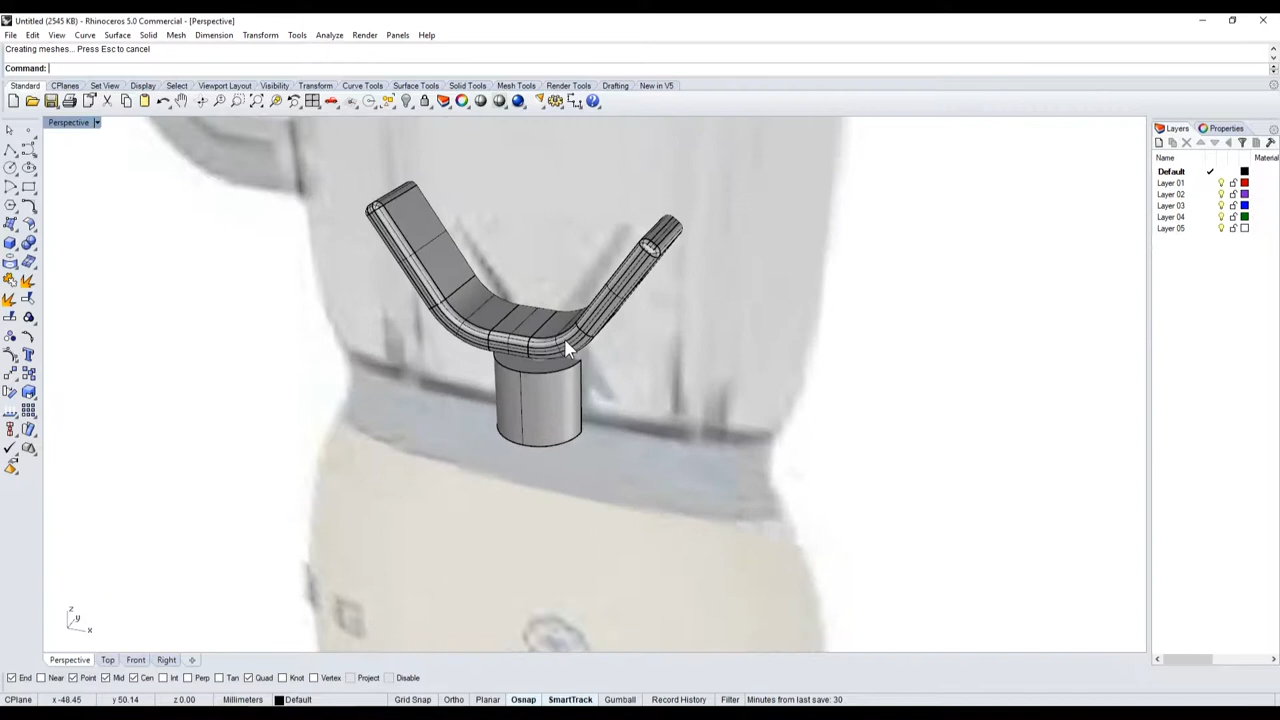 Untitled (2545 KB) - Rhinoceros 5.0 Commercial - [Perspective]
File Edit View Curve Surface Solid Mesh Dimension Transform Tools Analyze Render Panels Help
Creating meshes... Press Esc to cancel
Command:
Standard CPlanes Set View Display Select Viewport Layout Visibility Transform Curve Tools Surface Tools Solid Tools Mesh Tools Render Tools Drafting New in V5
Perspective
Layers Properties
Name Material
Default
Layer 01
Layer 02
Layer 03
Layer 04
Layer 05
z
y
x
Perspective Top Front Right
End Near Point Mid Cen Int Perp Tan Quad Knot Vertex Project Disable
CPlane x -48.45 y 50.14 z 0.00 Millimeters Default Grid Snap Ortho Planar Osnap SmartTrack Gumball Record History Filter Minutes from last save: 30